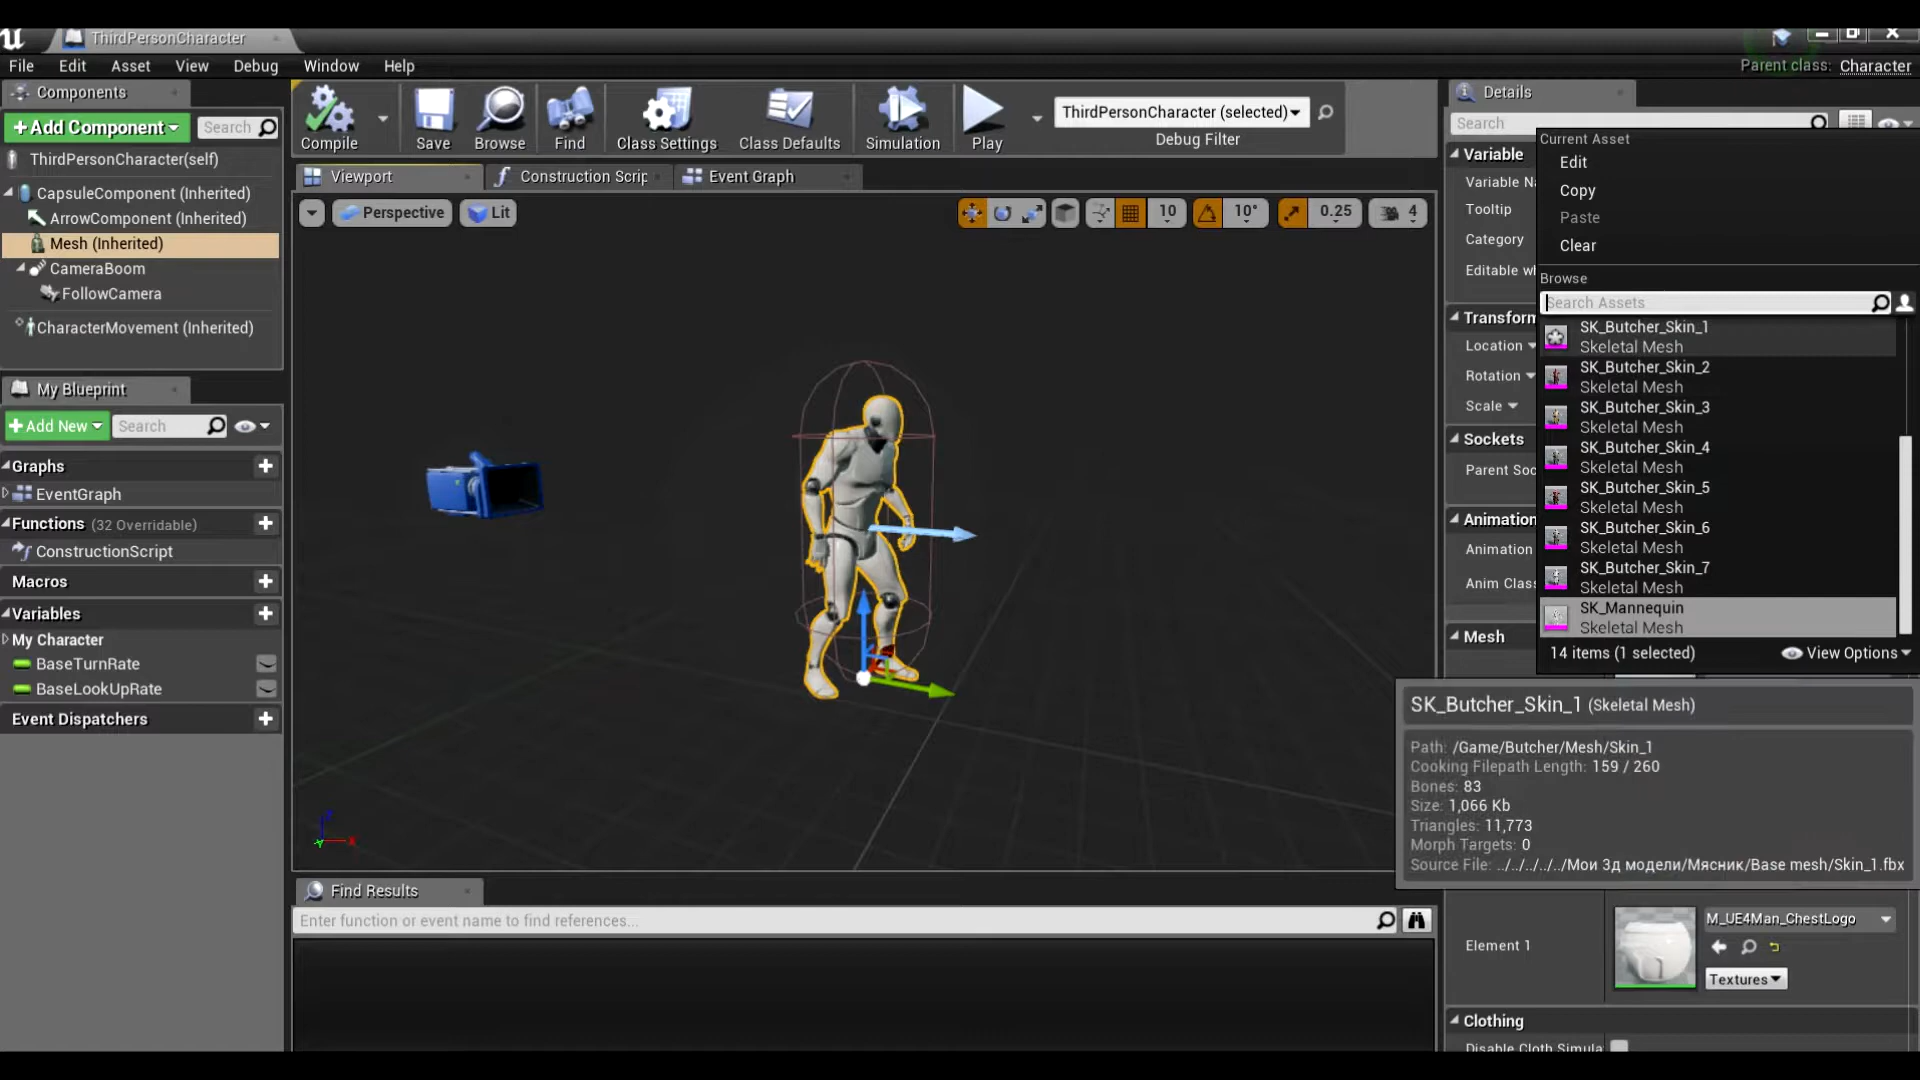 ThirdPersonCharacter
File Edit Asset View Debug Window Help
Parent class: Character
Components
+Add Component
Search
ThirdPersonCharacter(self)
CapsuleComponent (Inherited)
ArrowComponent (Inherited)
Mesh (Inherited)
CameraBoom
FollowCamera
CharacterMovement (Inherited)
My Blueprint
+Add New
Search
Graphs
EventGraph
Functions (32 Overridable)
ConstructionScript
Macros
Variables
My Character
BaseTurnRate
BaseLookUpRate
Event Dispatchers
Compile
Save
Browse
Find
Class Settings
Class Defaults
Simulation
Play
ThirdPersonCharacter (selected)
Debug Filter
Viewport
Construction Scrip
Event Graph
Perspective
Lit
10
10°
0.25
4
Find Results
Enter function or event name to find references...
Details
Search
Variable
Variable Na
Tooltip
Category
Editable wh
Transform
Location
Rotation
Scale
Sockets
Parent Soc
Animation
Animation
Anim Class
Mesh
Current Asset
Edit
Copy
Paste
Clear
Browse
Search Assets
SK_Butcher_Skin_1
Skeletal Mesh
SK_Butcher_Skin_2
Skeletal Mesh
SK_Butcher_Skin_3
Skeletal Mesh
SK_Butcher_Skin_4
Skeletal Mesh
SK_Butcher_Skin_5
Skeletal Mesh
SK_Butcher_Skin_6
Skeletal Mesh
SK_Butcher_Skin_7
Skeletal Mesh
SK_Mannequin
Skeletal Mesh
14 items (1 selected)
View Options
SK_Butcher_Skin_1 (Skeletal Mesh)
Path: /Game/Butcher/Mesh/Skin_1
Cooking Filepath Length: 159 / 260
Bones: 83
Size: 1,066 Kb
Triangles: 11,773
Morph Targets: 0
Source File: ../../../../../Мои 3д модели/Мясник/Base mesh/Skin_1.fbx
Element 1
M_UE4Man_ChestLogo
Textures
Clothing
Disable Cloth Simula